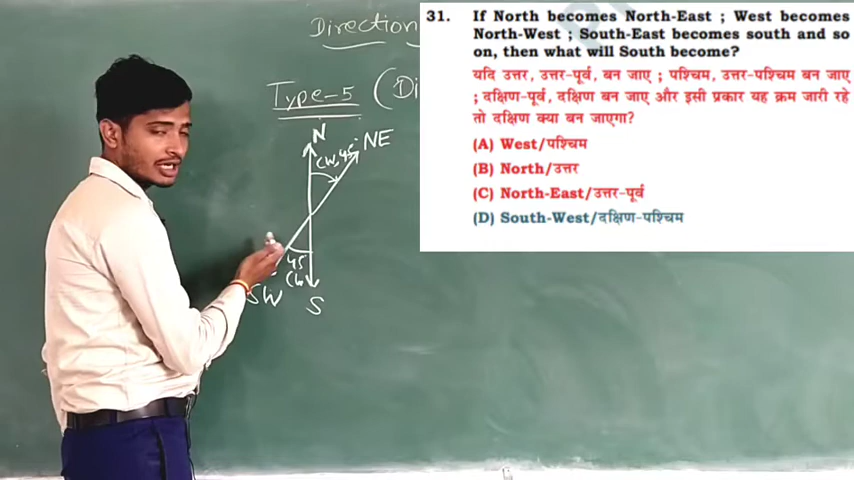 Direction
Type-5 (Di
N
CW, 45°
NE
45
CW
SW
S
31. If North becomes North-East ; West becomes
North-West ; South-East becomes south and so
on, then what will South become?
यदि उत्तर, उत्तर-पूर्व, बन जाए ; पश्चिम, उत्तर-पश्चिम बन जाए
; दक्षिण-पूर्व, दक्षिण बन जाए और इसी प्रकार यह क्रम जारी रहे
तो दक्षिण क्या बन जाएगा?
(A) West/पश्चिम
(B) North/उत्तर
(C) North-East/उत्तर-पूर्व
(D) South-West/दक्षिण-पश्चिम